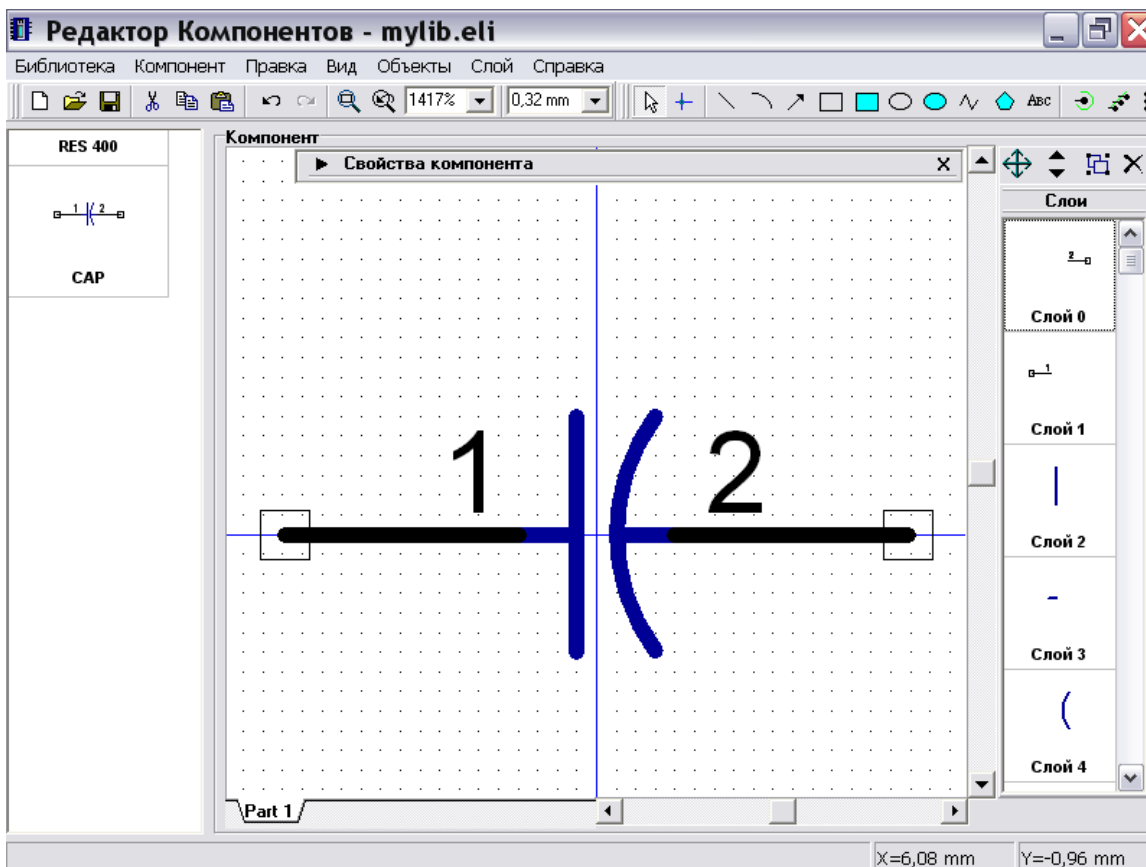 Редактор Компонентов - mylib.eli
Библиотека Компонент Правка Вид Объекты Слой Справка
1417% 0,32 mm ABC
RES 400
1 2
CAP
Компонент
Свойства компонента X
1 2
Part 1
Слои
2
Слой 0
1
Слой 1
Слой 2
Слой 3
Слой 4
X=6,08 mm Y=-0,96 mm